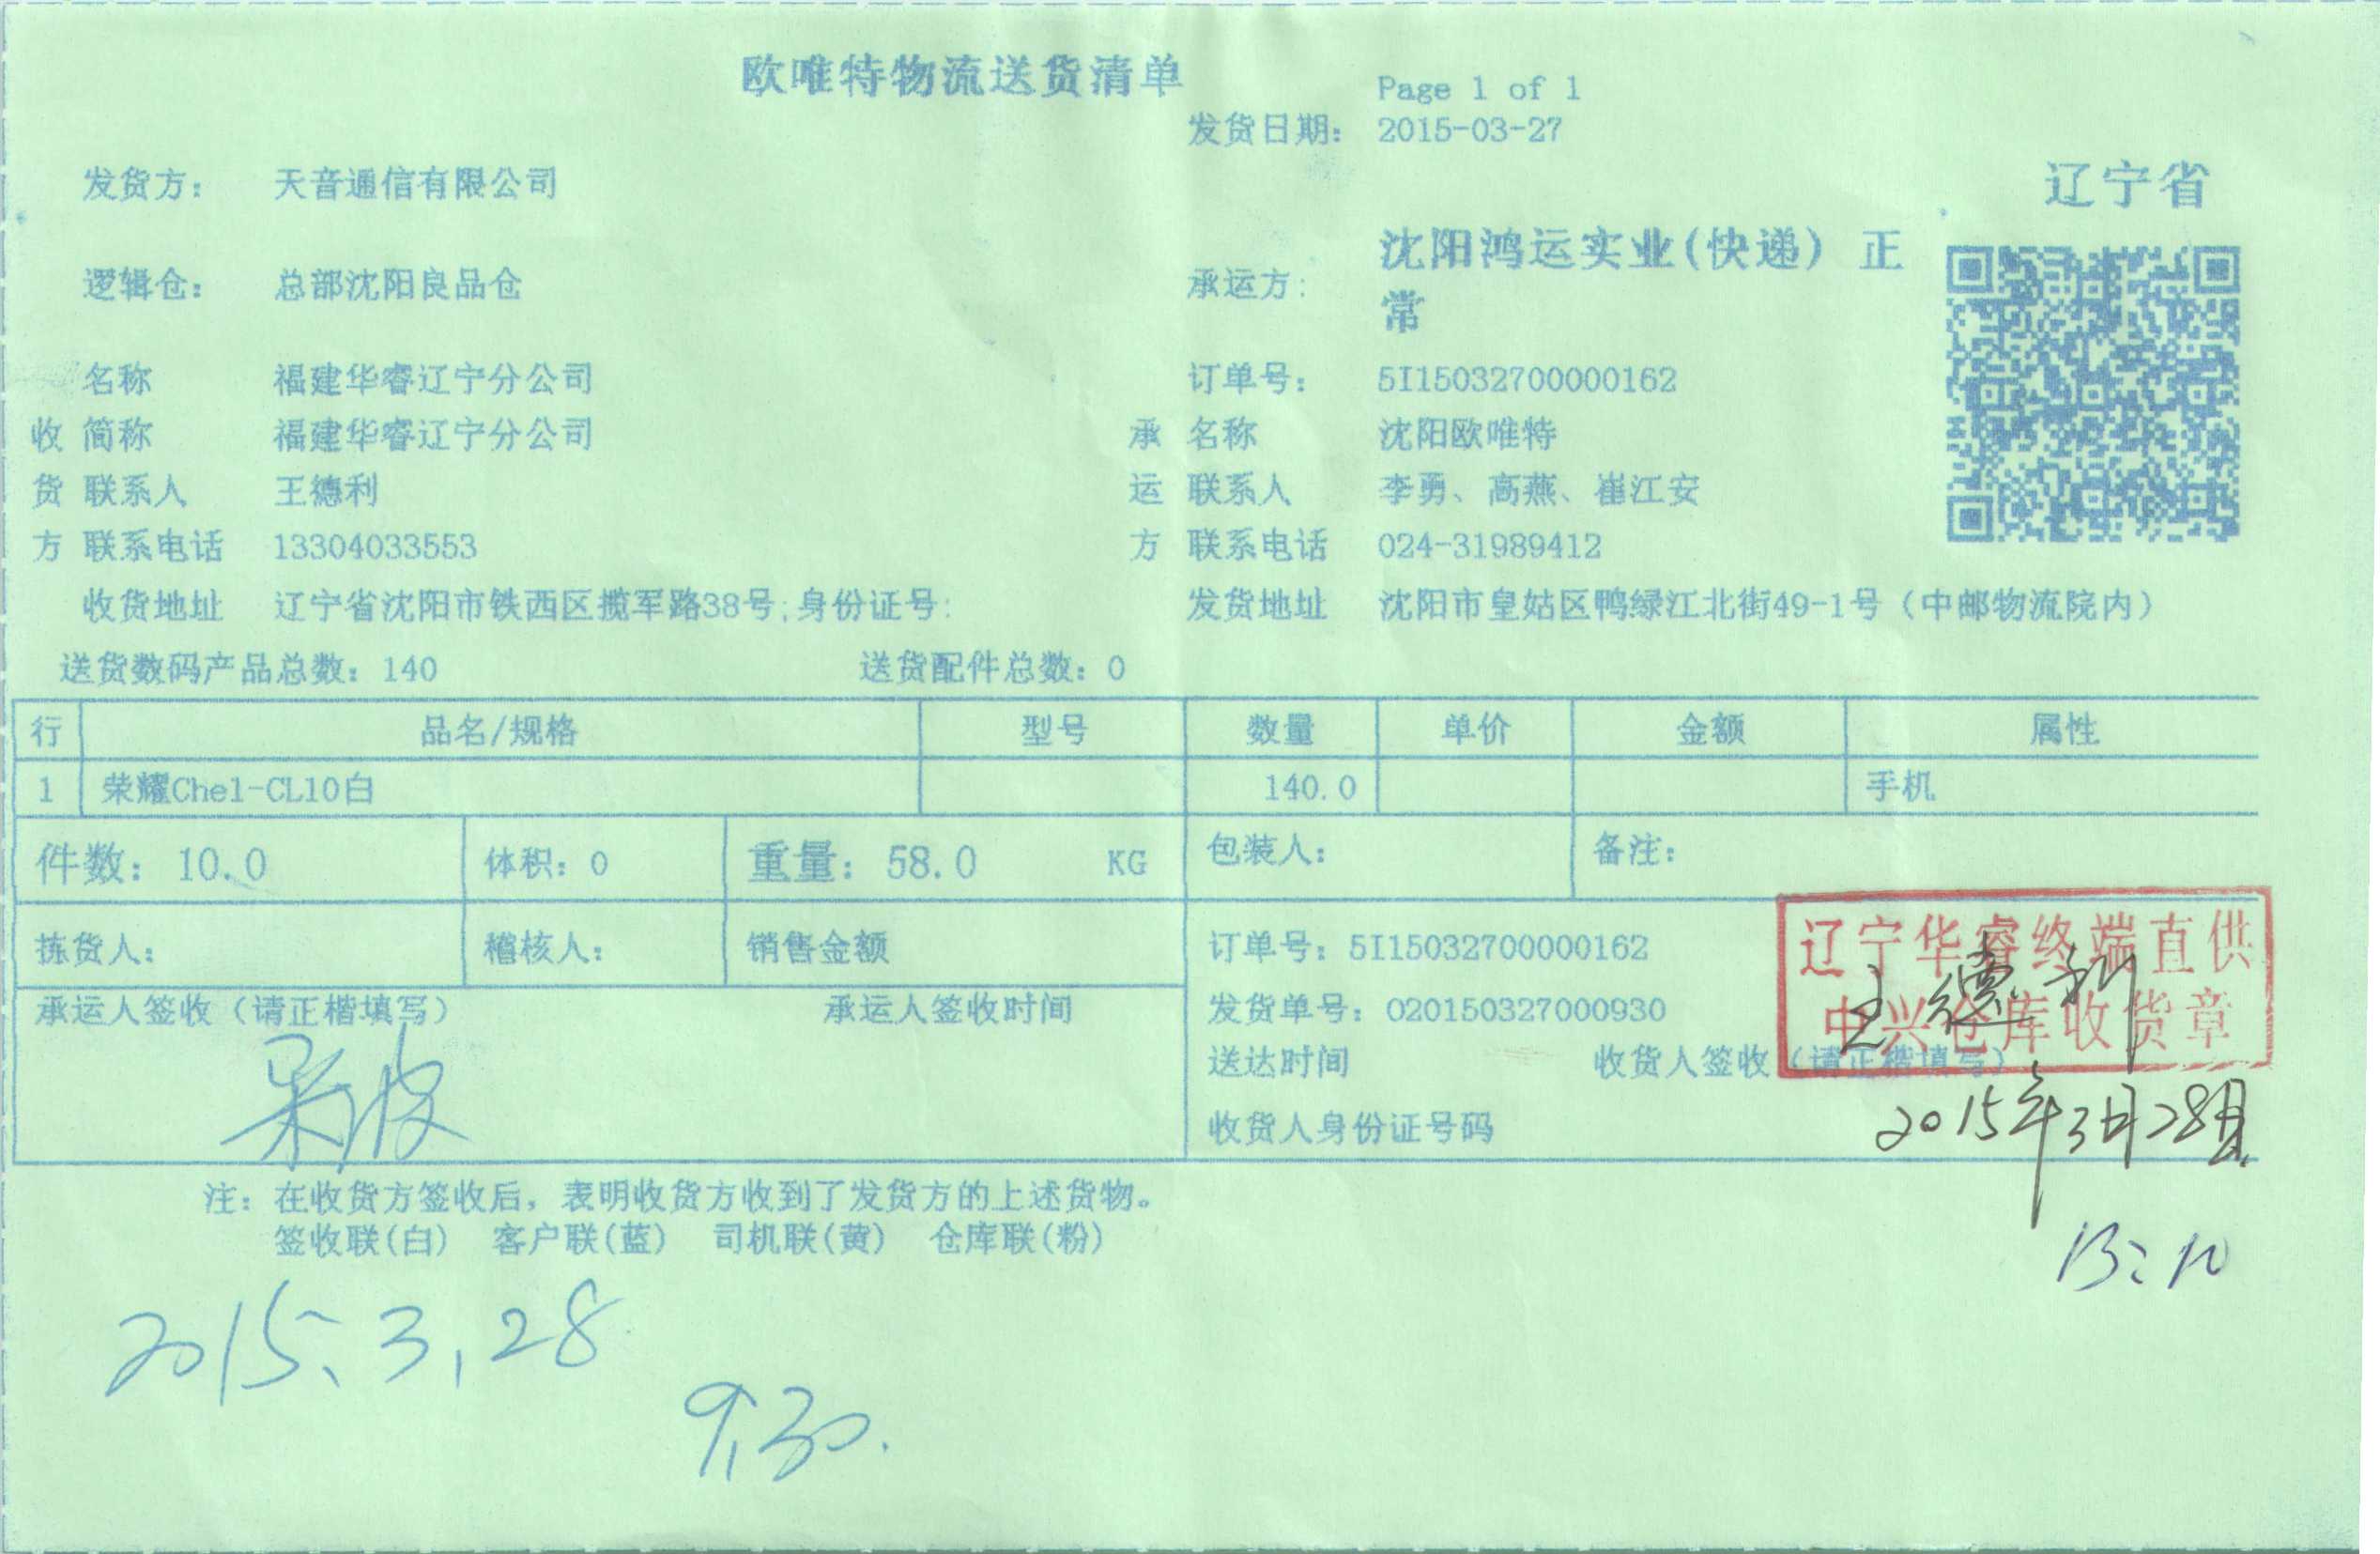 欧唯特物流送货清单
Page 1 of 1
发货日期: 2015-03-27
辽宁省
发货方: 天音通信有限公司
逻辑仓: 总部沈阳良品仓
承运方: 沈阳鸿运实业(快递) 正
常
名称 福建华睿辽宁分公司 订单号: 5I15032700000162
收 简称 福建华睿辽宁分公司 承 名称 沈阳欧唯特
货 联系人 王德利 运 联系人 李勇、高燕、崔江安
方 联系电话 13304033553 方 联系电话 024-31989412
收货地址 辽宁省沈阳市铁西区揽军路38号;身份证号: 发货地址 沈阳市皇姑区鸭绿江北街49-1号（中邮物流院内）
送货数码产品总数: 140 送货配件总数: 0
行 品名/规格 型号 数量 单价 金额 属性
1 荣耀Che1-CL10白 140.0 手机
件数: 10.0 体积: 0 重量: 58.0 KG 包装人: 备注:
拣货人: 稽核人: 销售金额 订单号: 5I15032700000162
辽宁华睿终端直供
中兴仓库收货章
王德利
承运人签收（请正楷填写） 承运人签收时间 发货单号: 020150327000930
送达时间 收货人签收（请正楷填写）
收货人身份证号码
2015年3月28日
注: 在收货方签收后，表明收货方收到了发货方的上述货物。
签收联(白) 客户联(蓝) 司机联(黄) 仓库联(粉)
13:10
2015、3,28
9:30.